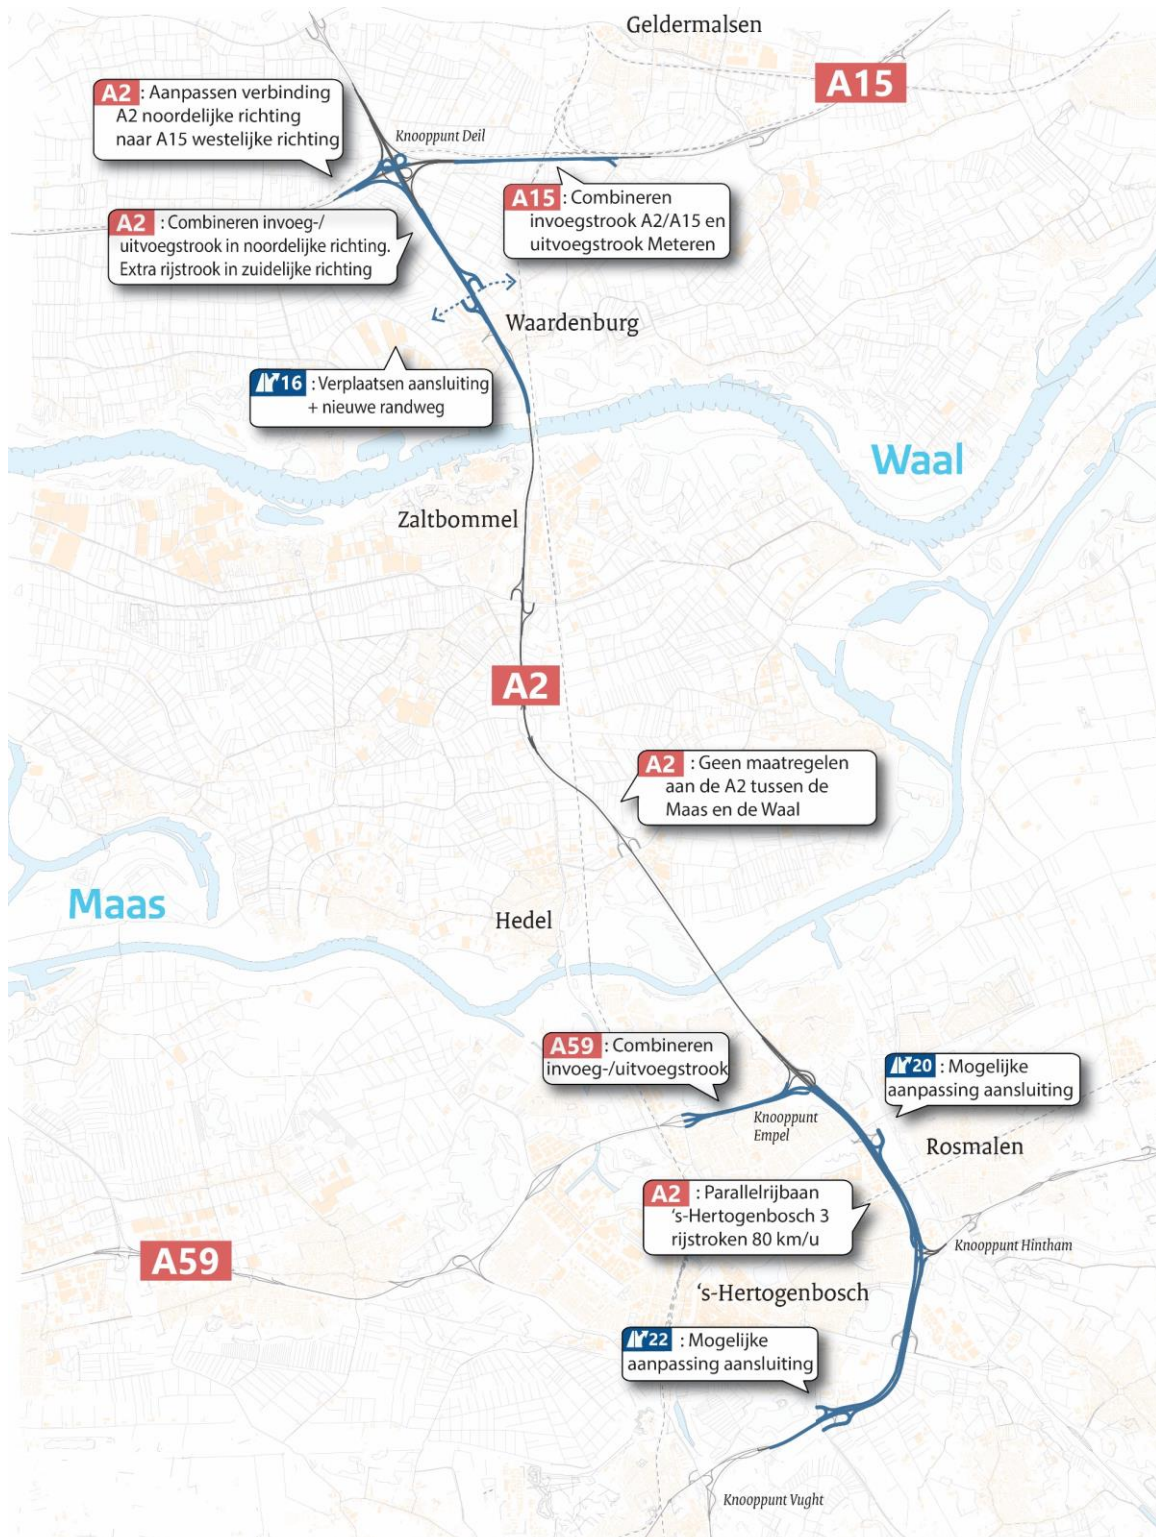 Geldermalsen
A15
A2 : Aanpassen verbinding
A2 noordelijke richting
naar A15 westelijke richting
Knooppunt Deil
A15 : Combineren
invoegstrook A2/A15 en
uitvoegstrook Meteren
A2 : Combineren invoeg-/
uitvoegstrook in noordelijke richting.
Extra rijstrook in zuidelijke richting
Waardenburg
16 : Verplaatsen aansluiting
+ nieuwe randweg
Waal
Zaltbommel
A2
A2 : Geen maatregelen
aan de A2 tussen de
Maas en de Waal
Maas
Hedel
A59 : Combineren
invoeg-/uitvoegstrook
20 : Mogelijke
aanpassing aansluiting
Knooppunt
Empel
Rosmalen
A2 : Parallelrijbaan
‘s-Hertogenbosch 3
rijstroken 80 km/u
Knooppunt Hintham
A59
‘s-Hertogenbosch
22 : Mogelijke
aanpassing aansluiting
Knooppunt Vught